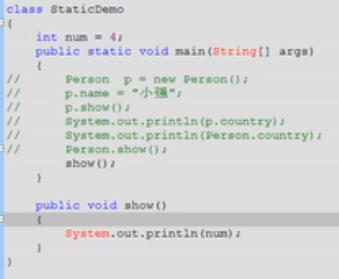 class StaticDemo
{
int num = 4;
public static void main(String[] args)
{
// Person p = new Person();
// p.name = "小强";
// p.show();
// System.out.println(p.country);
// System.out.println(Person.country);
// Person.show();
show();
}
public void show()
{
System.out.println(num);
}
}